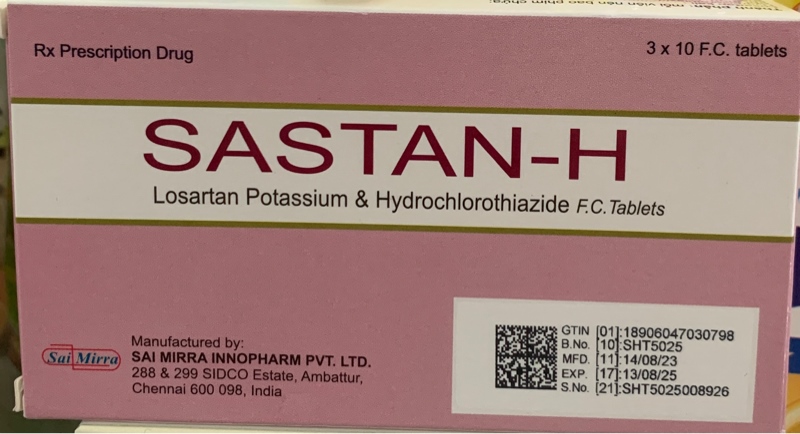 Rx Prescription Drug
3 x 10 F.C. tablets
SASTAN-H
Losartan Potassium & Hydrochlorothiazide F.C. Tablets
Sai Mirra
Manufactured by:
SAI MIRRA INNOPHARM PVT. LTD.
288 & 299 SIDCO Estate, Ambattur,
Chennai 600 098, India
GTIN [01]:18906047030798
B.No. [10]:SHT5025
MFD. [11]:14/08/23
EXP. [17]:13/08/25
S.No. [21]:SHT5025008926